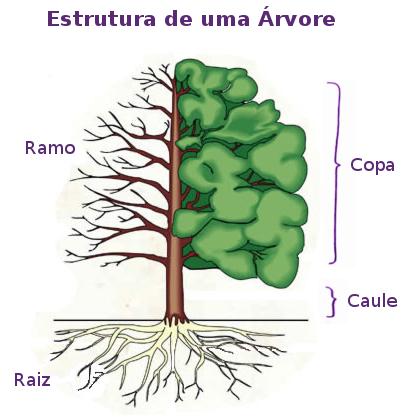 Estrutura de uma Árvore
Ramo
Copa
Caule
Raiz